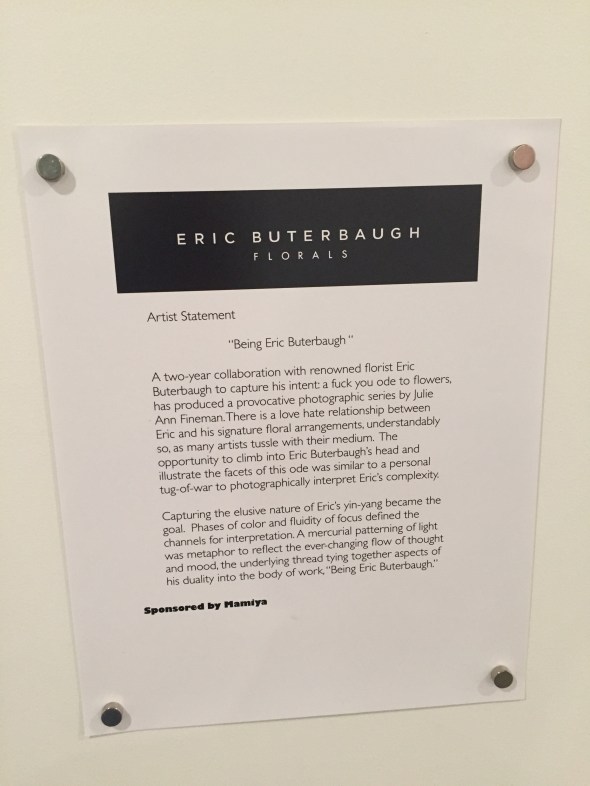 ERIC BUTERBAUGH
FLORALS
Artist Statement
"Being Eric Buterbaugh "
A two-year collaboration with renowned florist Eric
Buterbaugh to capture his intent: a fuck you ode to flowers,
has produced a provocative photographic series by Julie
Ann Fineman. There is a love hate relationship between
Eric and his signature floral arrangements, understandably
so, as many artists tussle with their medium. The
opportunity to climb into Eric Buterbaugh's head and
illustrate the facets of this ode was similar to a personal
tug-of-war to photographically interpret Eric's complexity.
Capturing the elusive nature of Eric's yin-yang became the
goal. Phases of color and fluidity of focus defined the
channels for interpretation. A mercurial patterning of light
was metaphor to reflect the ever-changing flow of thought
and mood, the underlying thread tying together aspects of
his duality into the body of work, "Being Eric Buterbaugh."
Sponsored by Mamiya